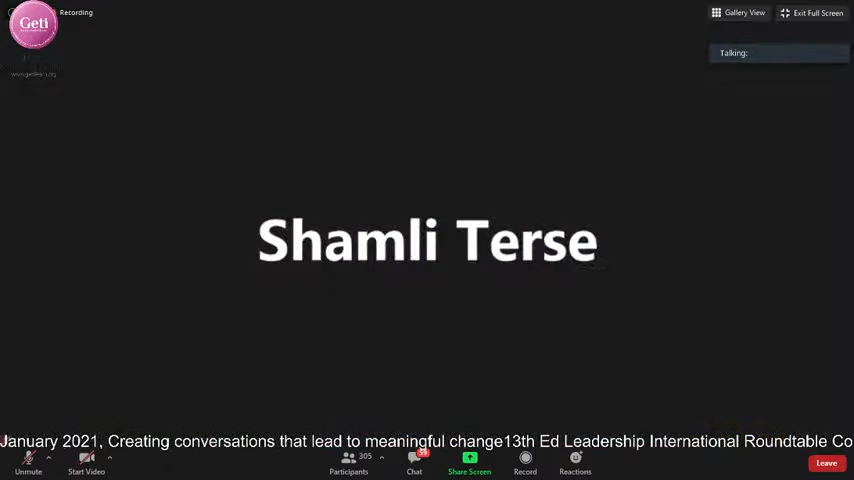 Geti
Recording
Gallery View
Exit Full Screen
Talking:
Shamli Terse
January 2021, Creating conversations that lead to meaningful change13th Ed Leadership International Roundtable Co
Unmute
Start Video
305
Participants
59
Chat
Share Screen
Record
Reactions
Leave